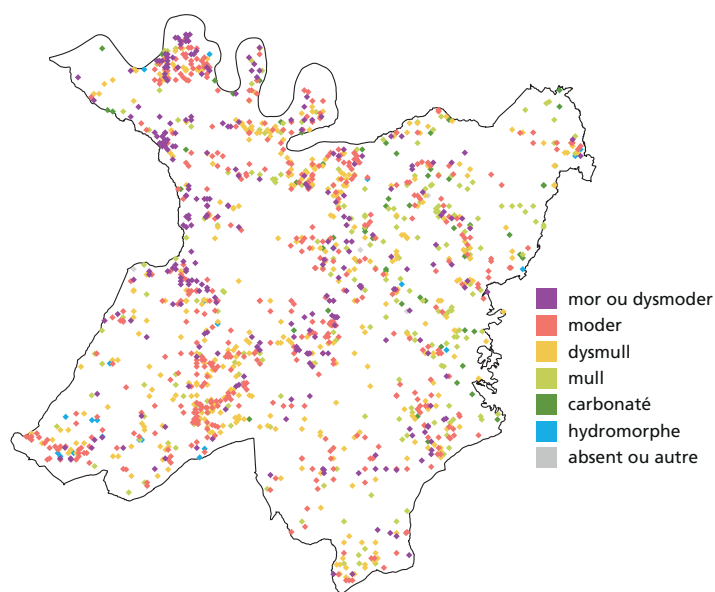 mor ou dysmoder
moder
dysmull
mull
carbonaté
hydromorphe
absent ou autre